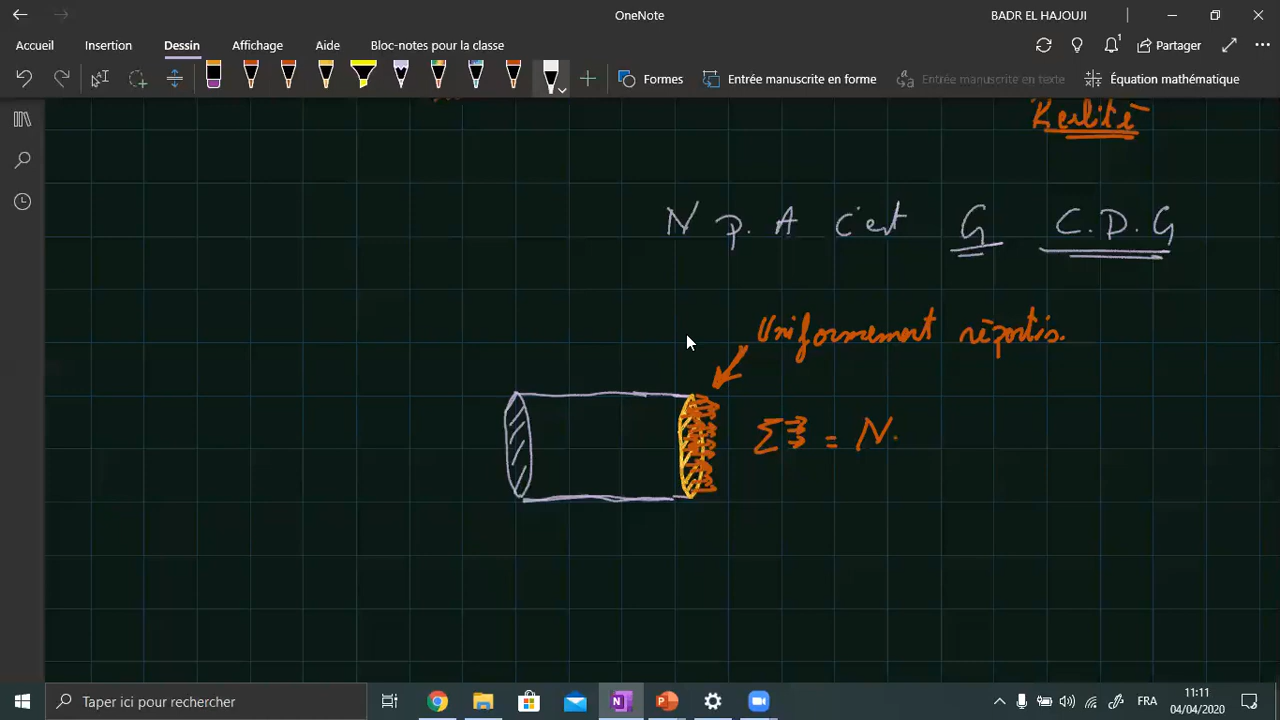 OneNote
BADR EL HAJOUJI
Accueil Insertion Dessin Affichage Aide Bloc-notes pour la classe Partager
Formes Entrée manuscrite en forme Entrée manuscrite en texte Équation mathématique
Réalité
N p. A c'est G C.D.G
Uniformement répartis.
Σ = N
Taper ici pour rechercher
FRA
11:11
04/04/2020